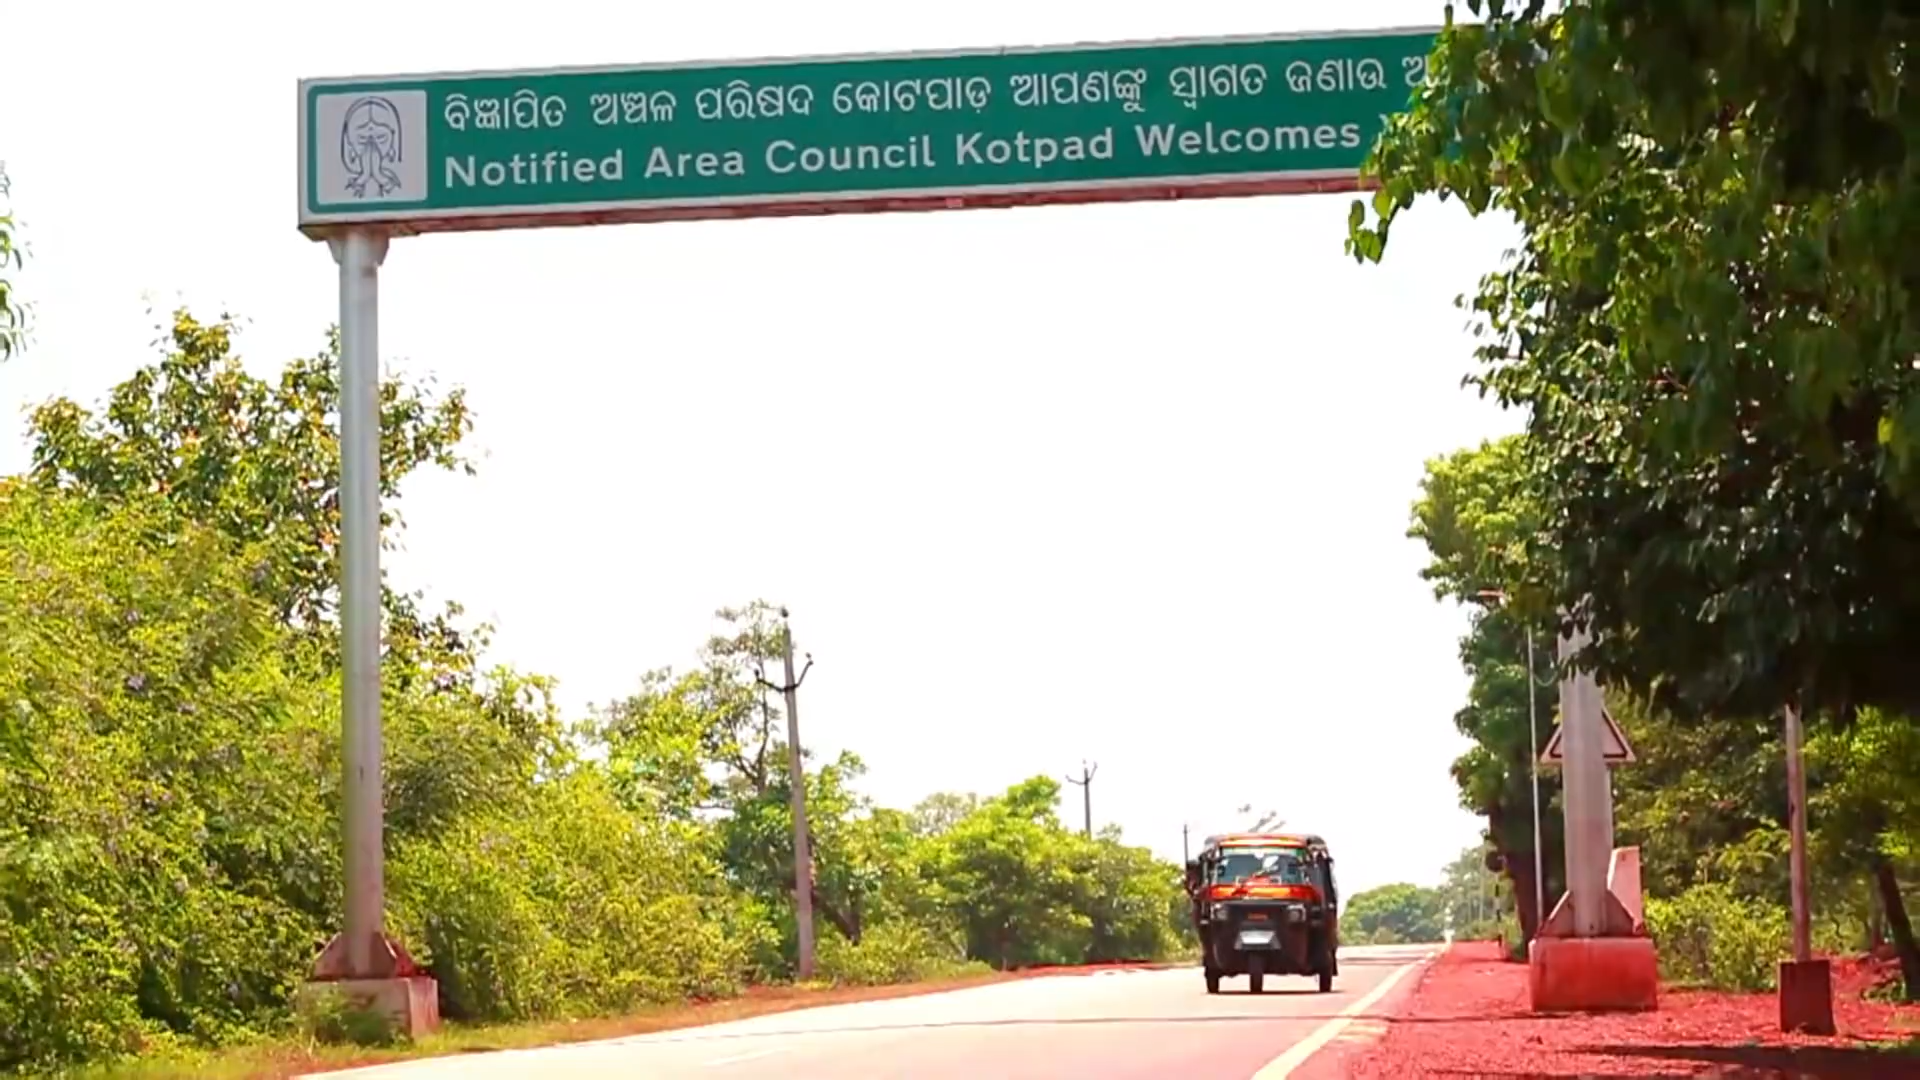 ବିଜ୍ଞାପିତ ଅଞ୍ଚଳ ପରିଷଦ କୋଟପାଡ଼ ଆପଣଙ୍କୁ ସ୍ୱାଗତ ଜଣାଉ
Notified Area Council Kotpad Welcomes